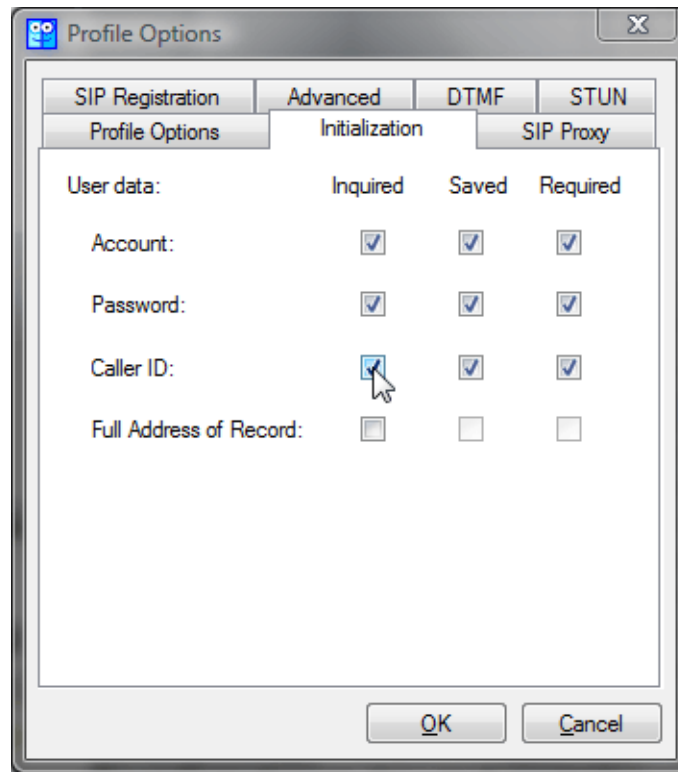 Profile Options
SIP Registration Advanced DTMF STUN
Profile Options Initialization SIP Proxy
User data: Inquired Saved Required
Account:
Password:
Caller ID:
Full Address of Record:
OK Cancel